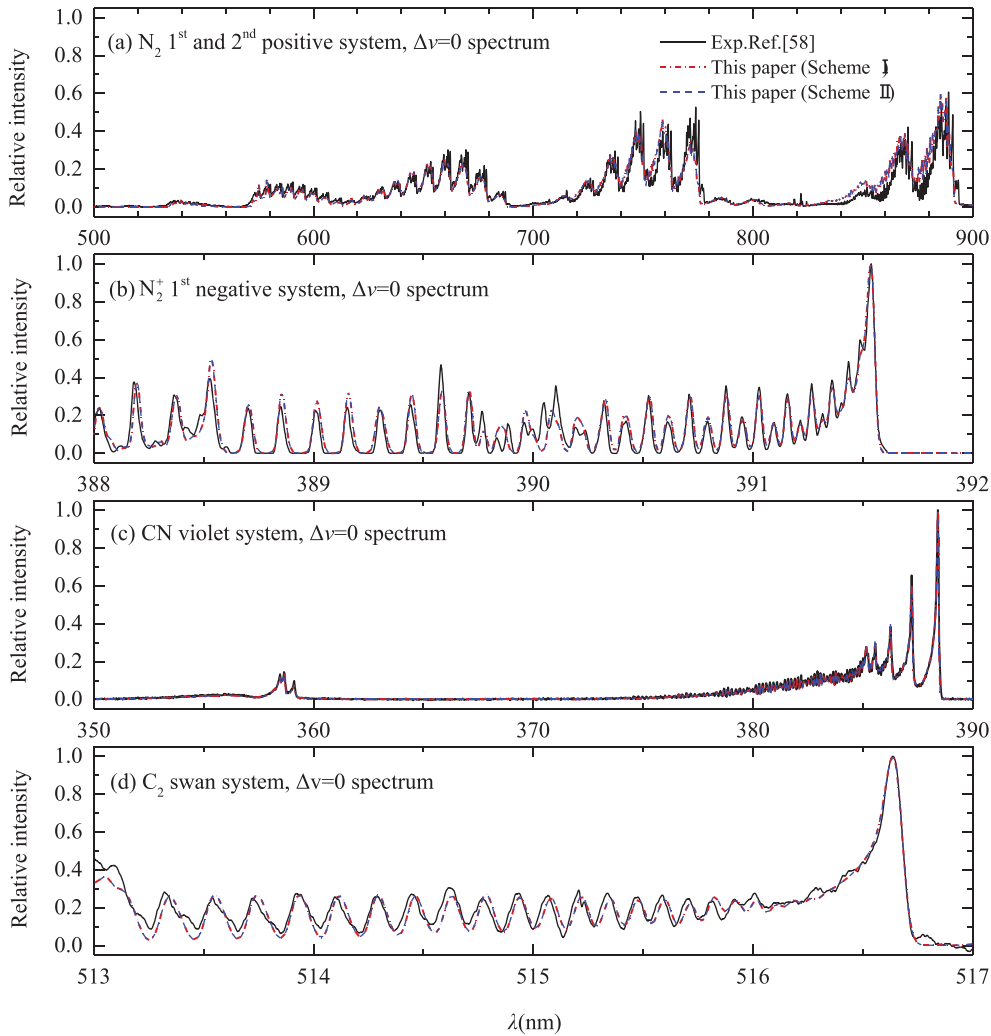 1.0
0.8
0.6
0.4
0.2
0.0
Relative intensity
(a) N₂ 1ˢᵗ and 2ⁿᵈ positive system, Δν=0 spectrum
Exp.Ref.[58]
This paper (Scheme Ⅰ)
This paper (Scheme Ⅱ)
500 600 700 800 900
1.0
0.8
0.6
0.4
0.2
0.0
Relative intensity
(b) N₂⁺ 1ˢᵗ negative system, Δν=0 spectrum
388 389 390 391 392
1.0
0.8
0.6
0.4
0.2
0.0
Relative intensity
(c) CN violet system, Δν=0 spectrum
350 360 370 380 390
1.0
0.8
0.6
0.4
0.2
0.0
Relative intensity
(d) C₂ swan system, Δv=0 spectrum
513 514 515 516 517
λ(nm)